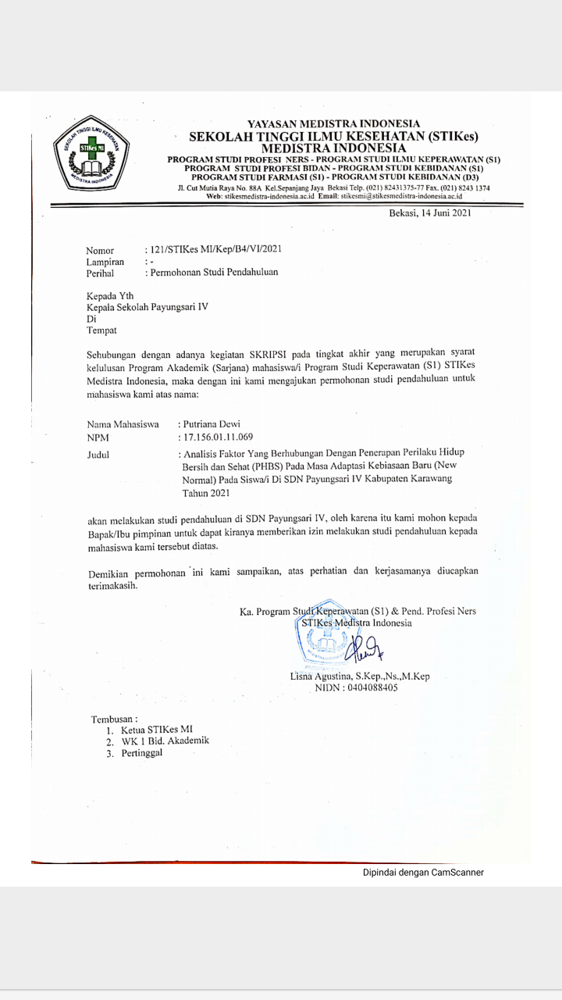 SEKOLAH TINGGI ILMU KESEHATAN
STIKes MI
MEDISTRA INDONESIA
YAYASAN MEDISTRA INDONESIA
SEKOLAH TINGGI ILMU KESEHATAN (STIKes)
MEDISTRA INDONESIA
PROGRAM STUDI PROFESI NERS - PROGRAM STUDI ILMU KEPERAWATAN (S1)
PROGRAM STUDI PROFESI BIDAN - PROGRAM STUDI KEBIDANAN (S1)
PROGRAM STUDI FARMASI (S1) - PROGRAM STUDI KEBIDANAN (D3)
Jl. Cut Mutia Raya No. 88A Kel.Sepanjang Jaya Bekasi Telp. (021) 82431375-77 Fax. (021) 8243 1374
Web: stikesmedistra-indonesia.ac.id Email: stikesmi@stikesmedistra-indonesia.ac.id
Bekasi, 14 Juni 2021
Nomor : 121/STIKes MI/Kep/B4/VI/2021
Lampiran : -
Perihal : Permohonan Studi Pendahuluan
Kepada Yth
Kepala Sekolah Payungsari IV
Di
Tempat
Sehubungan dengan adanya kegiatan SKRIPSI pada tingkat akhir yang merupakan syarat
kelulusan Program Akademik (Sarjana) mahasiswa/i Program Studi Keperawatan (S1) STIKes
Medistra Indonesia, maka dengan ini kami mengajukan permohonan studi pendahuluan untuk
mahasiswa kami atas nama:
Nama Mahasiswa : Putriana Dewi
NPM : 17.156.01.11.069
Judul : Analisis Faktor Yang Berhubungan Dengan Penerapan Perilaku Hidup
Bersih dan Sehat (PHBS) Pada Masa Adaptasi Kebiasaan Baru (New
Normal) Pada Siswa/i Di SDN Payungsari IV Kabupaten Karawang
Tahun 2021
akan melakukan studi pendahuluan di SDN Payungsari IV, oleh karena itu kami mohon kepada
Bapak/Ibu pimpinan untuk dapat kiranya memberikan izin melakukan studi pendahuluan kepada
mahasiswa kami tersebut diatas.
Demikian permohonan ini kami sampaikan, atas perhatian dan kerjasamanya diucapkan
terimakasih.
Ka. Program Studi Keperawatan (S1) & Pend. Profesi Ners
STIKes Medistra Indonesia
Lisna Agustina, S.Kep.,Ns.,M.Kep
NIDN : 0404088405
Tembusan :
1. Ketua STIKes MI
2. WK 1 Bid. Akademik
3. Pertinggal
Dipindai dengan CamScanner